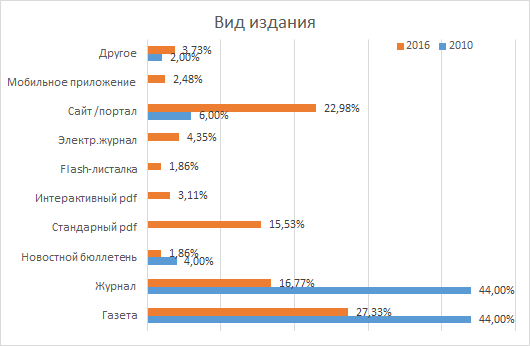 Вид издания
2016 2010
Другое 3,73%
2,00%
Мобильное приложение 2,48%
Сайт/портал 22,98%
6,00%
Электр.журнал 4,35%
Flash-листалка 1,86%
Интерактивный pdf 3,11%
Стандарный pdf 15,53%
Новостной бюллетень 1,86%
4,00%
Журнал 16,77%
44,00%
Газета 27,33%
44,00%